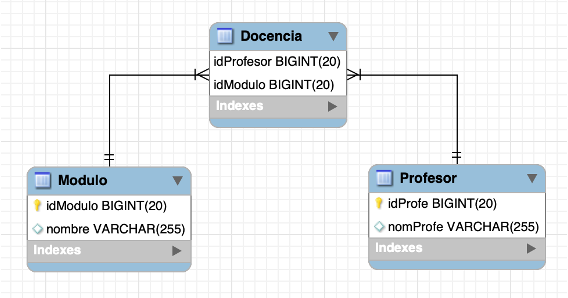 Docencia
idProfesor BIGINT(20)
idModulo BIGINT(20)
Indexes
Modulo
idModulo BIGINT(20)
nombre VARCHAR(255)
Indexes
Profesor
idProfe BIGINT(20)
nomProfe VARCHAR(255)
Indexes